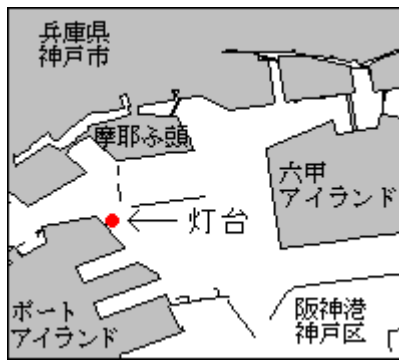 兵庫県
神戸市
摩耶ふ頭
六甲
アイランド
灯台
ポート
アイランド
阪神港
神戸区